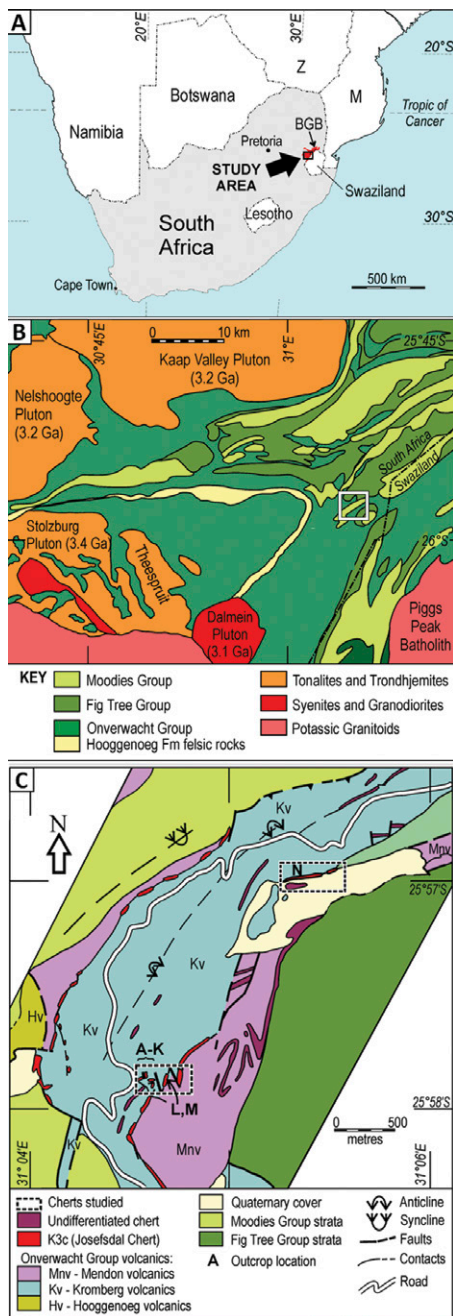 A
20°E
30°E
Z
20°S
Botswana
M
Namibia
Tropic of
Cancer
BGB
Pretoria
STUDY
AREA
Swaziland
South
Africa
Lesotho
30°S
Cape Town
500 km
B
30°45'E
0 10 km
31°E
25°45'S
Kaap Valley Pluton
(3.2 Ga)
Nelshoogte
Pluton
(3.2 Ga)
South Africa
Swaziland
Stolzburg
Pluton (3.4 Ga)
Theespruit
26°S
Dalmein
Pluton
(3.1 Ga)
Piggs
Peak
Batholith
KEY
Moodies Group
Tonalites and Trondhjemites
Fig Tree Group
Syenites and Granodiorites
Onverwacht Group
Potassic Granitoids
Hooggenoeg Fm felsic rocks
C
N
Kv
Mnv
N
25°57'S
Kv
Hv
Kv
A-K
L,M
Kv
Mnv
0 500
metres
25°58'S
31°04'E
31°06'E
Cherts studied
Undifferentiated chert
K3c (Josefsdal Chert)
Onverwacht Group volcanics:
Mnv - Mendon volcanics
Kv - Kromberg volcanics
Hv - Hooggenoeg volcanics
Quaternary cover
Moodies Group strata
Fig Tree Group strata
A Outcrop location
Anticline
Syncline
Faults
Contacts
Road